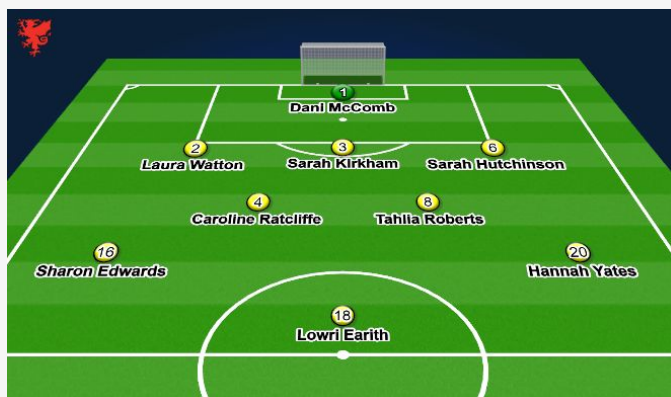 1
Dani McComb
2
Laura Watton
3
Sarah Kirkham
6
Sarah Hutchinson
4
Caroline Ratcliffe
8
Tahlia Roberts
16
Sharon Edwards
20
Hannah Yates
18
Lowri Earith